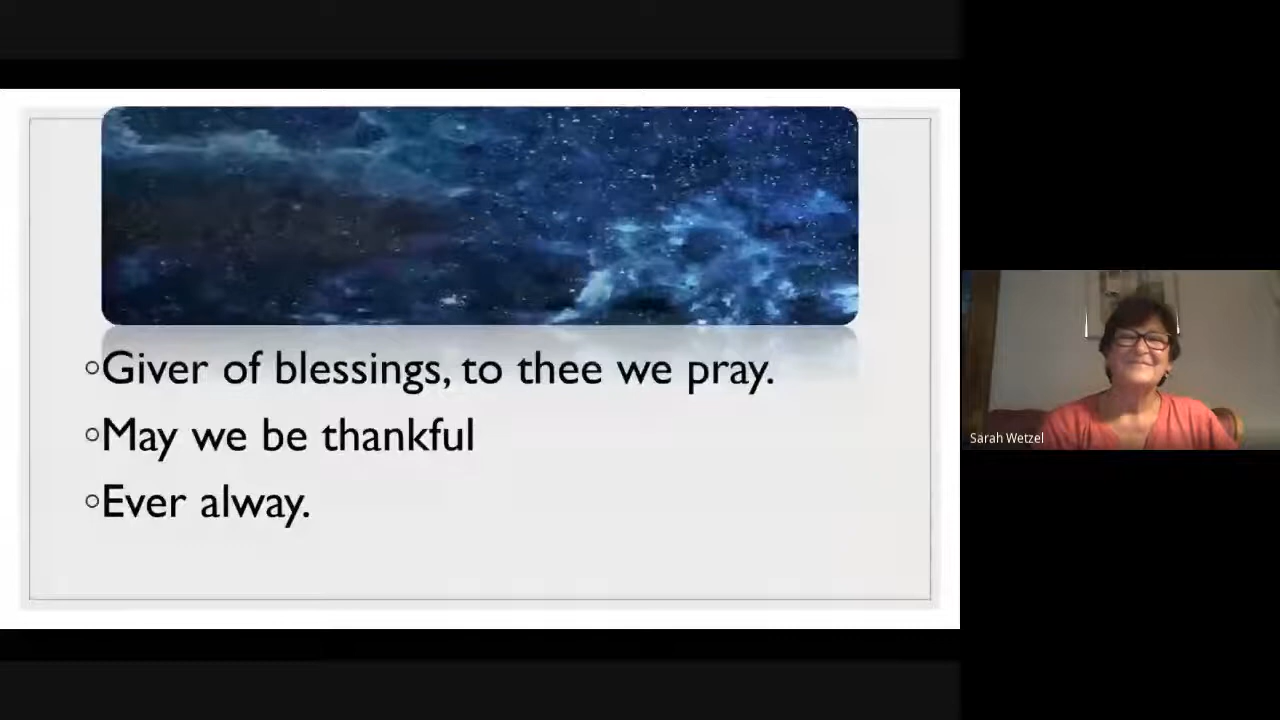 ◦Giver of blessings, to thee we pray.
◦May we be thankful
◦Ever alway.
Sarah Wetzel